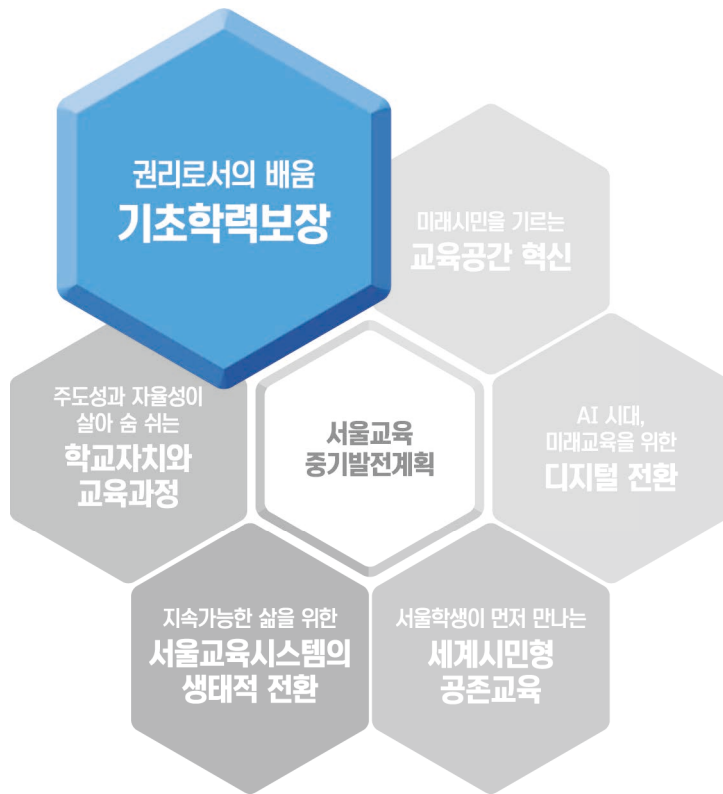 권리로서의 배움
기초학력보장
미래시민을 기르는
교육공간 혁신
주도성과 자율성이
살아 숨 쉬는
학교자치와
교육과정
서울교육
중기발전계획
AI 시대,
미래교육을 위한
디지털 전환
지속가능한 삶을 위한
서울교육시스템의
생태적 전환
서울학생이 먼저 만나는
세계시민형
공존교육